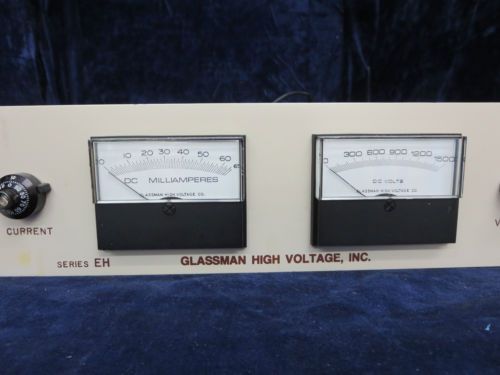 0 10 20 30 40 50 60 65
DC MILLIAMPERES
GLASSMAN HIGH VOLTAGE CO.
0 300 600 900 1200 1500
DC VOLTS
GLASSMAN HIGH VOLTAGE CO.
CURRENT
V
SERIES EH
GLASSMAN HIGH VOLTAGE, INC.